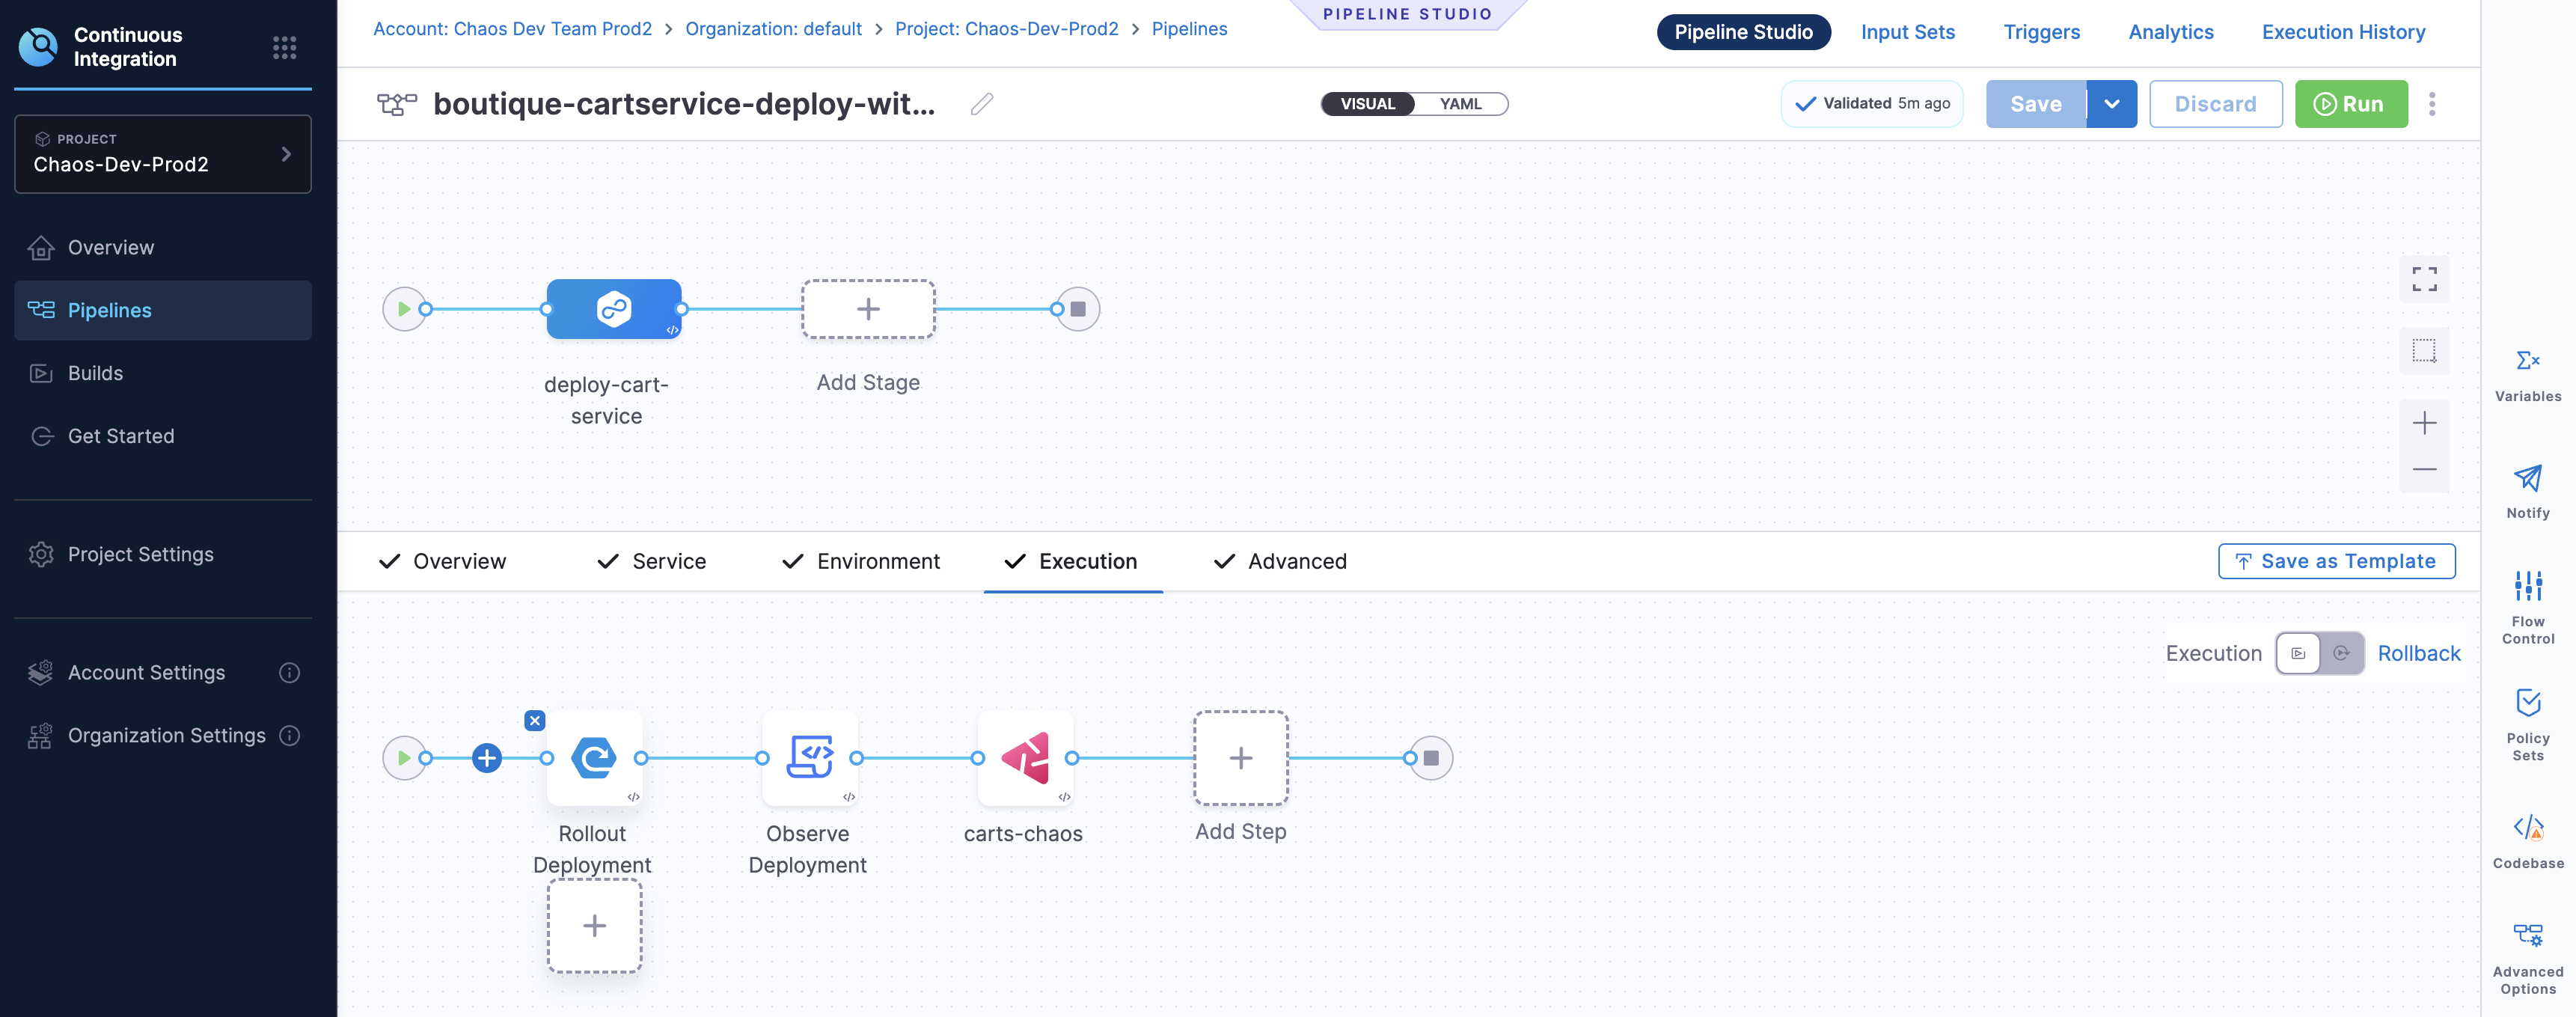 Continuous
Integration
PROJECT
Chaos-Dev-Prod2
Overview
Pipelines
Builds
Get Started
Project Settings
Account Settings
Organization Settings
Account: Chaos Dev Team Prod2 > Organization: default > Project: Chaos-Dev-Prod2 > Pipelines
PIPELINE STUDIO
Pipeline Studio
Input Sets
Triggers
Analytics
Execution History
boutique-cartservice-deploy-wit...
VISUAL
YAML
Validated 5m ago
Save
Discard
Run
deploy-cart-
service
Add Stage
Overview
Service
Environment
Execution
Advanced
Save as Template
Execution
Rollback
Rollout
Deployment
Observe
Deployment
carts-chaos
Add Step
Variables
Notify
Flow
Control
Policy
Sets
Codebase
Advanced
Options